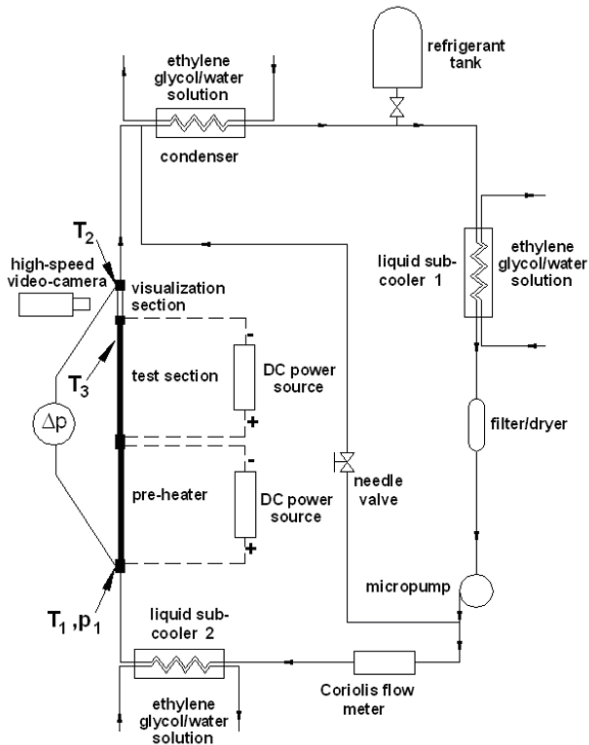 ethylene
glycol/water
solution
refrigerant
tank
condenser
T2
high-speed
video-camera
visualization
section
liquid sub-
cooler 1
ethylene
glycol/water
solution
-
T3
test section
DC power
source
+
Δp
filter/dryer
-
pre-heater
DC power
source
+
needle
valve
micropump
T1 ,p1
liquid sub-
cooler 2
Coriolis flow
meter
ethylene
glycol/water
solution